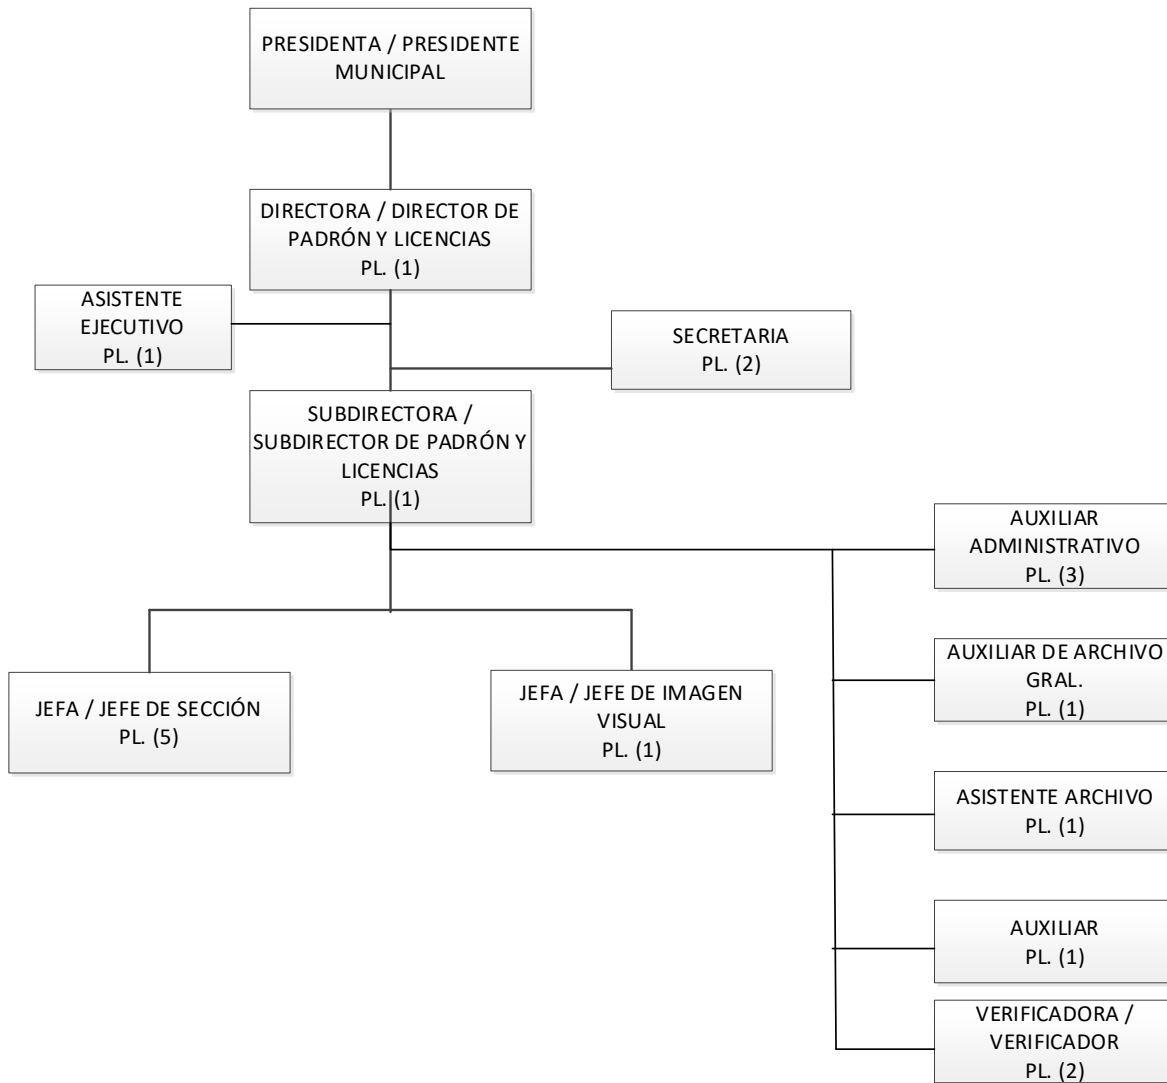 PRESIDENTA / PRESIDENTE
MUNICIPAL
DIRECTORA / DIRECTOR DE
PADRÓN Y LICENCIAS
PL. (1)
ASISTENTE
EJECUTIVO
PL. (1)
SECRETARIA
PL. (2)
SUBDIRECTORA /
SUBDIRECTOR DE PADRÓN Y
LICENCIAS
PL. (1)
AUXILIAR
ADMINISTRATIVO
PL. (3)
AUXILIAR DE ARCHIVO
GRAL.
PL. (1)
JEFA / JEFE DE SECCIÓN
PL. (5)
JEFA / JEFE DE IMAGEN
VISUAL
PL. (1)
ASISTENTE ARCHIVO
PL. (1)
AUXILIAR
PL. (1)
VERIFICADORA /
VERIFICADOR
PL. (2)